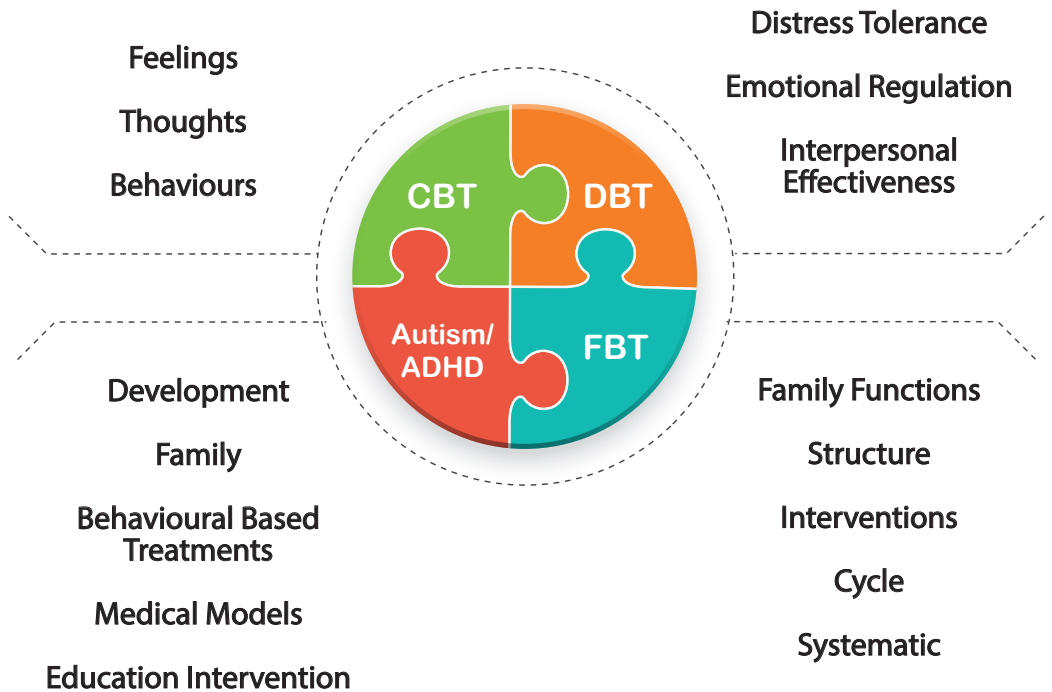 Feelings
Thoughts
Behaviours
CBT
Distress Tolerance
Emotional Regulation
Interpersonal
Effectiveness
DBT
Autism/
ADHD
Development
Family
Behavioural Based
Treatments
Medical Models
Education Intervention
FBT
Family Functions
Structure
Interventions
Cycle
Systematic